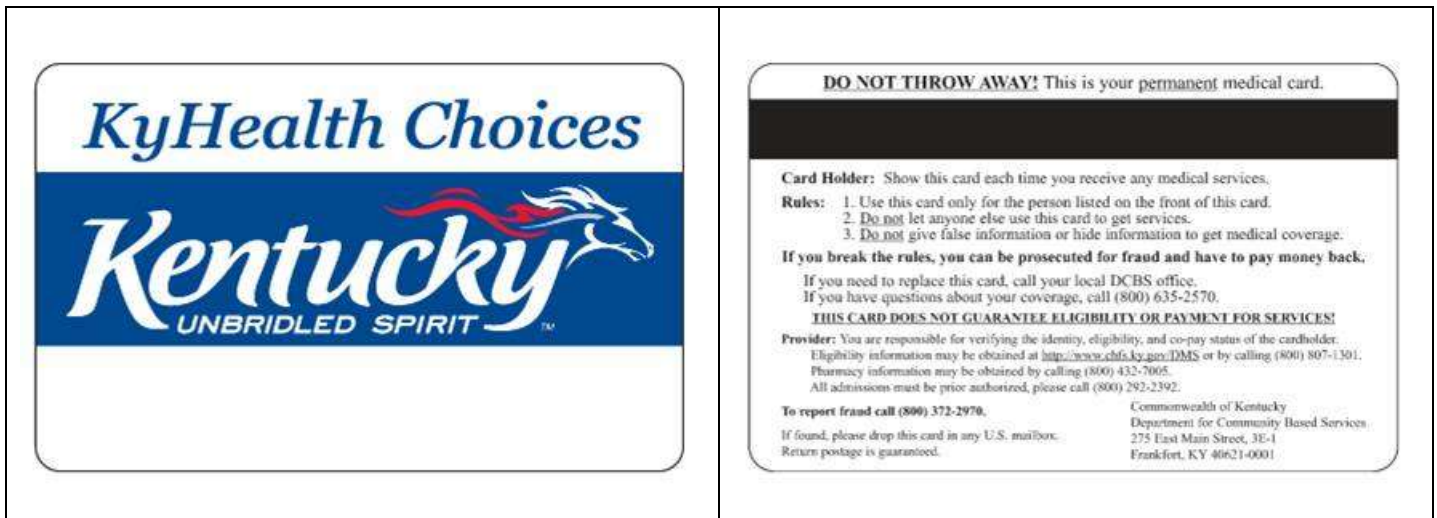 KyHealth Choices
Kentucky
UNBRIDLED SPIRIT™
DO NOT THROW AWAY! This is your permanent medical card.
Card Holder: Show this card each time you receive any medical services.
Rules: 1. Use this card only for the person listed on the front of this card.
2. Do not let anyone else use this card to get services.
3. Do not give false information or hide information to get medical coverage.
If you break the rules, you can be prosecuted for fraud and have to pay money back.
If you need to replace this card, call your local DCBS office.
If you have questions about your coverage, call (800) 635-2570.
THIS CARD DOES NOT GUARANTEE ELIGIBILITY OR PAYMENT FOR SERVICES!
Provider: You are responsible for verifying the identity, eligibility, and co-pay status of the cardholder.
Eligibility information may be obtained at http://www.chfs.ky.gov/DMS or by calling (800) 807-1301.
Pharmacy information may be obtained by calling (800) 432-7005.
All admissions must be prior authorized, please call (800) 292-2392.
To report fraud call (800) 372-2970.
If found, please drop this card in any U.S. mailbox.
Return postage is guaranteed.
Commonwealth of Kentucky
Department for Community Based Services
275 East Main Street, 3E-1
Frankfort, KY 40621-0001